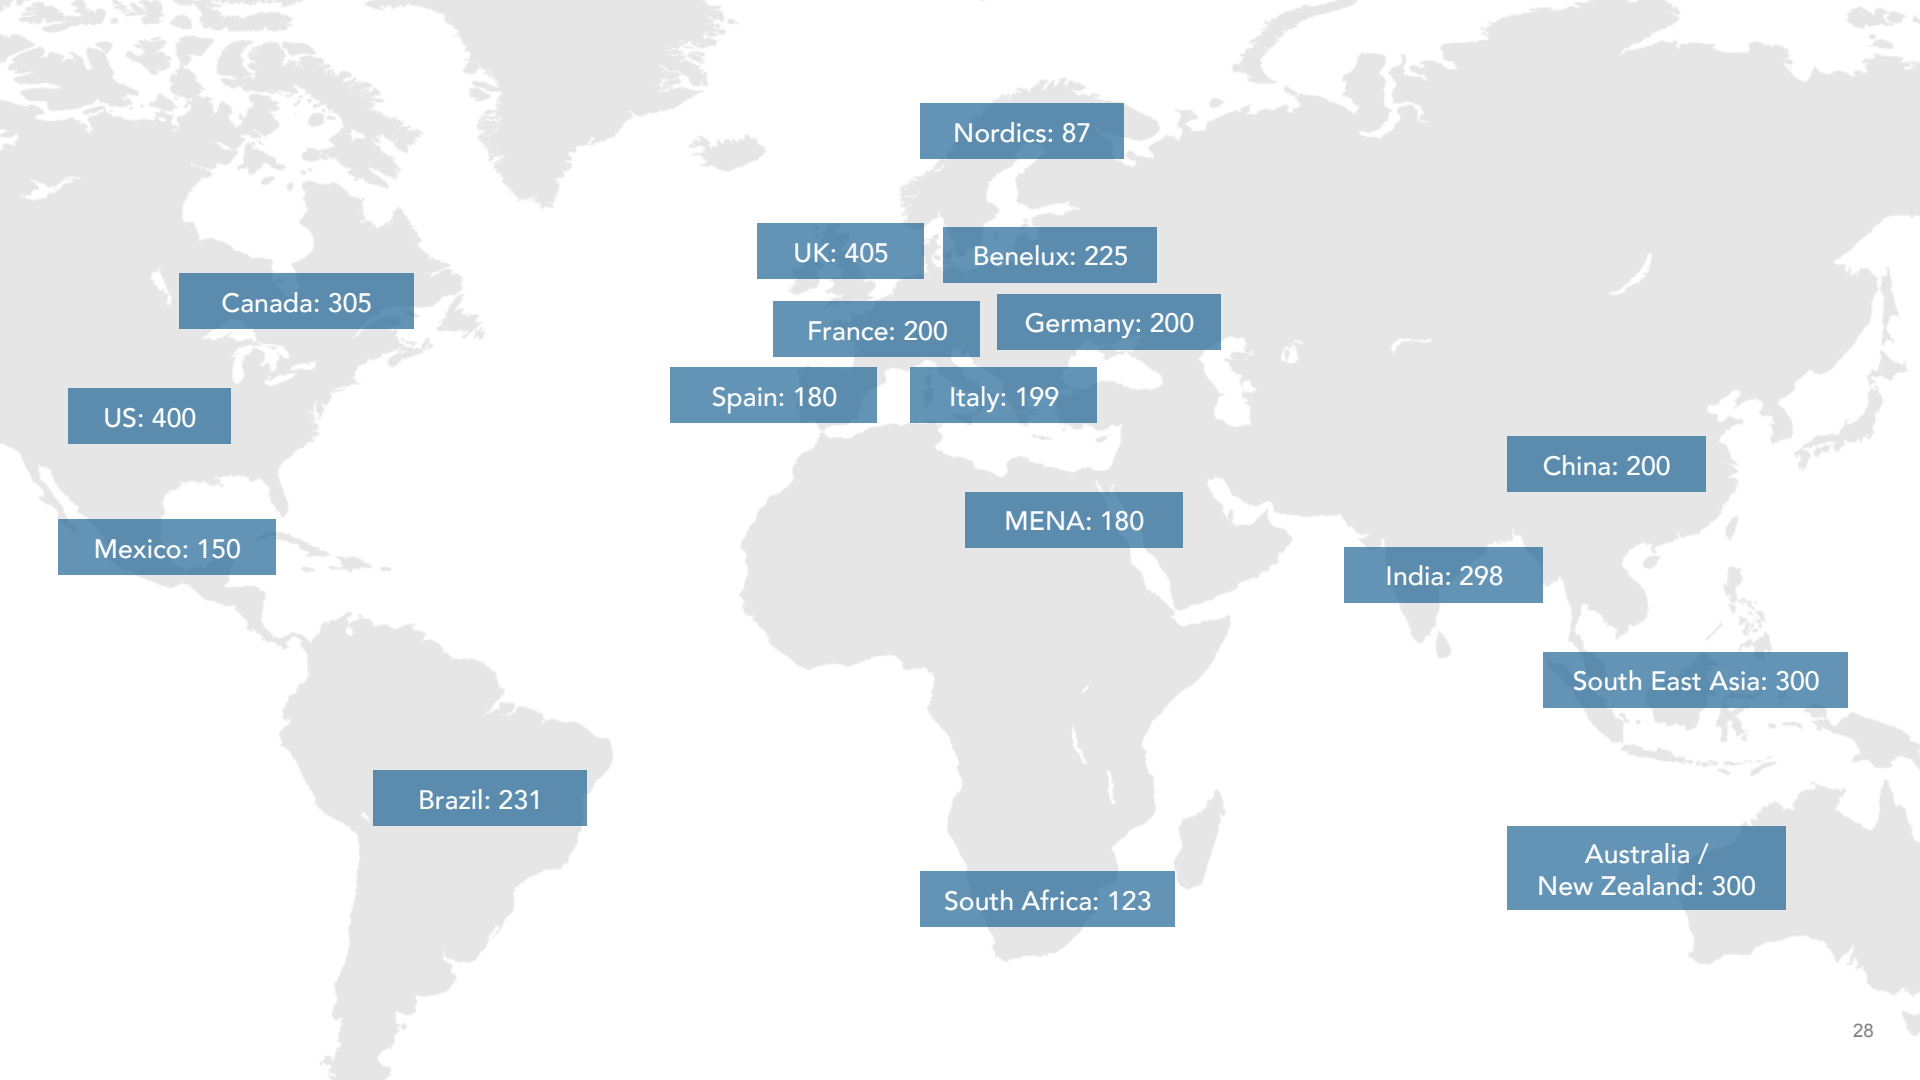 Nordics: 87
UK: 405
Benelux: 225
Canada: 305
France: 200
Germany: 200
US: 400
Spain: 180
Italy: 199
China: 200
Mexico: 150
MENA: 180
India: 298
South East Asia: 300
Brazil: 231
Australia /
New Zealand: 300
South Africa: 123
28